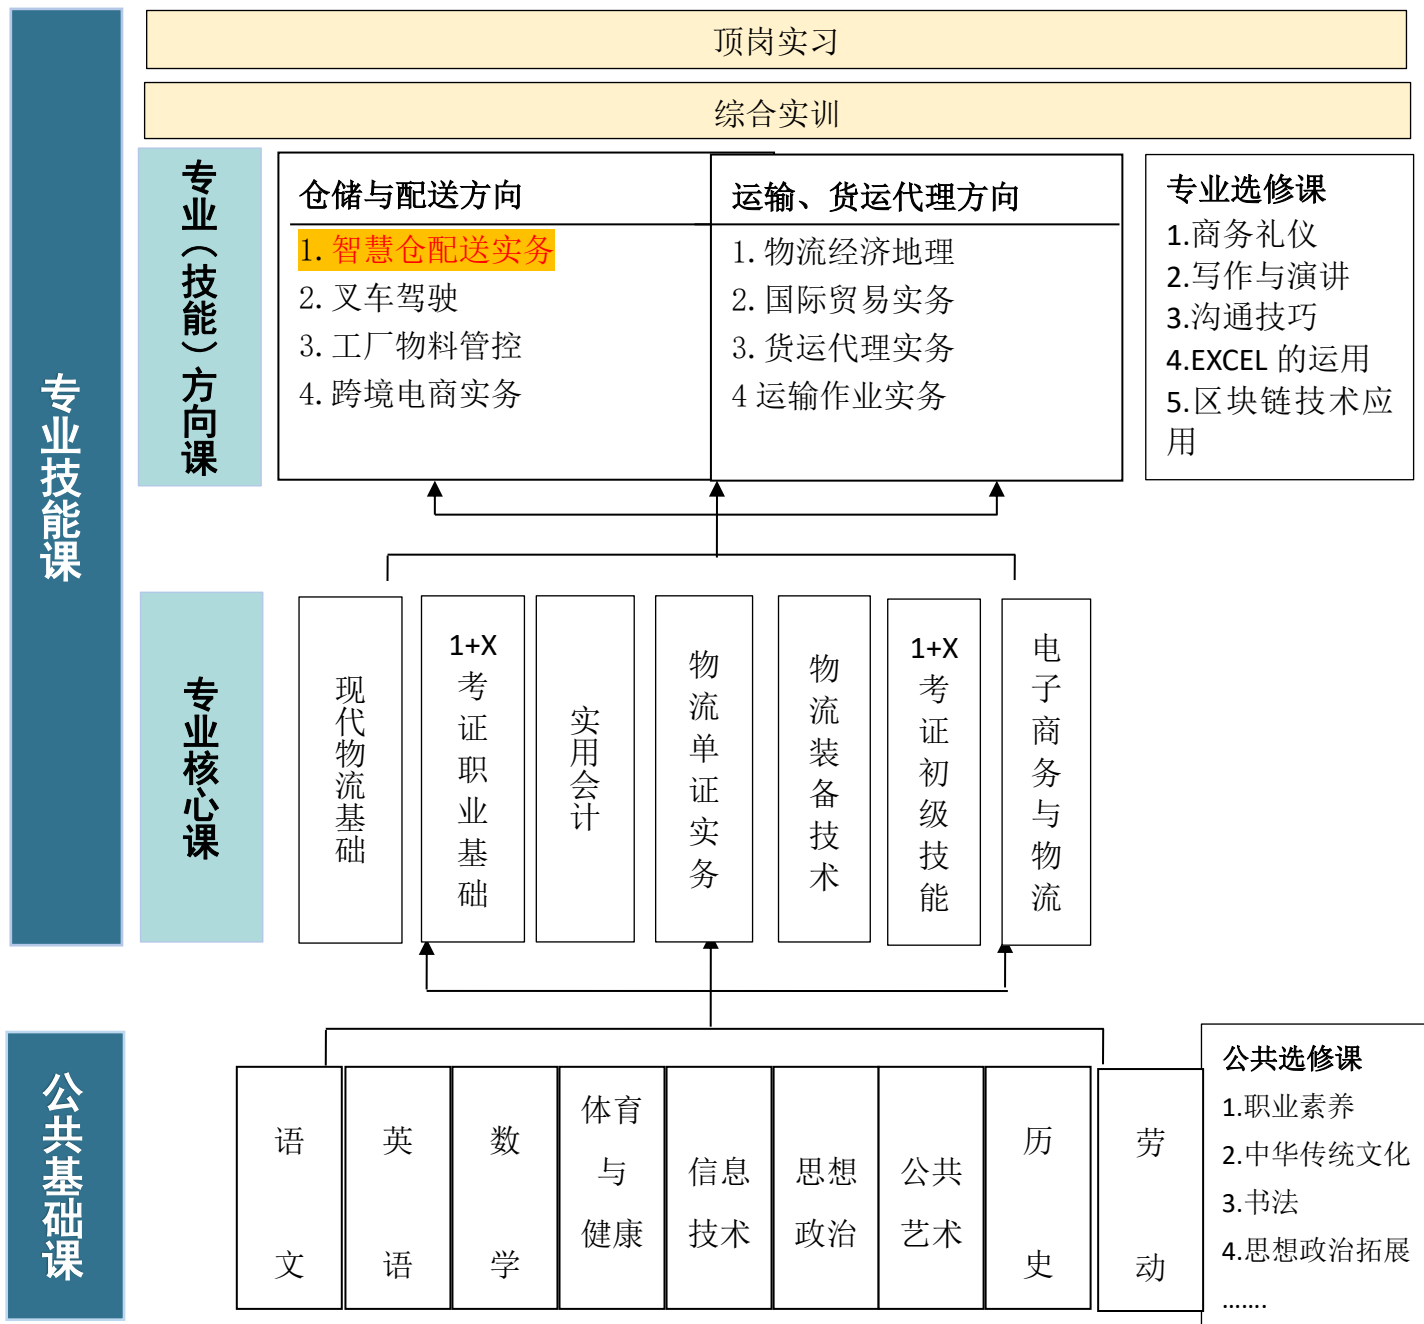 顶岗实习
综合实训
专业技能课
专业（技能）方向课
仓储与配送方向
1. 智慧仓配送实务
2. 叉车驾驶
3. 工厂物料管控
4. 跨境电商实务
运输、货运代理方向
1. 物流经济地理
2. 国际贸易实务
3. 货运代理实务
4 运输作业实务
专业选修课
1.商务礼仪
2.写作与演讲
3.沟通技巧
4.EXCEL 的运用
5.区块链技术应
用
专业核心课
现代物流基础
1+X考证职业基础
实用会计
物流单证实务
物流装备技术
1+X考证初级技能
电子商务与物流
公共基础课
语文
英语
数学
体育
与
健康
信息
技术
思想
政治
公共
艺术
历史
劳动
公共选修课
1.职业素养
2.中华传统文化
3.书法
4.思想政治拓展
.......